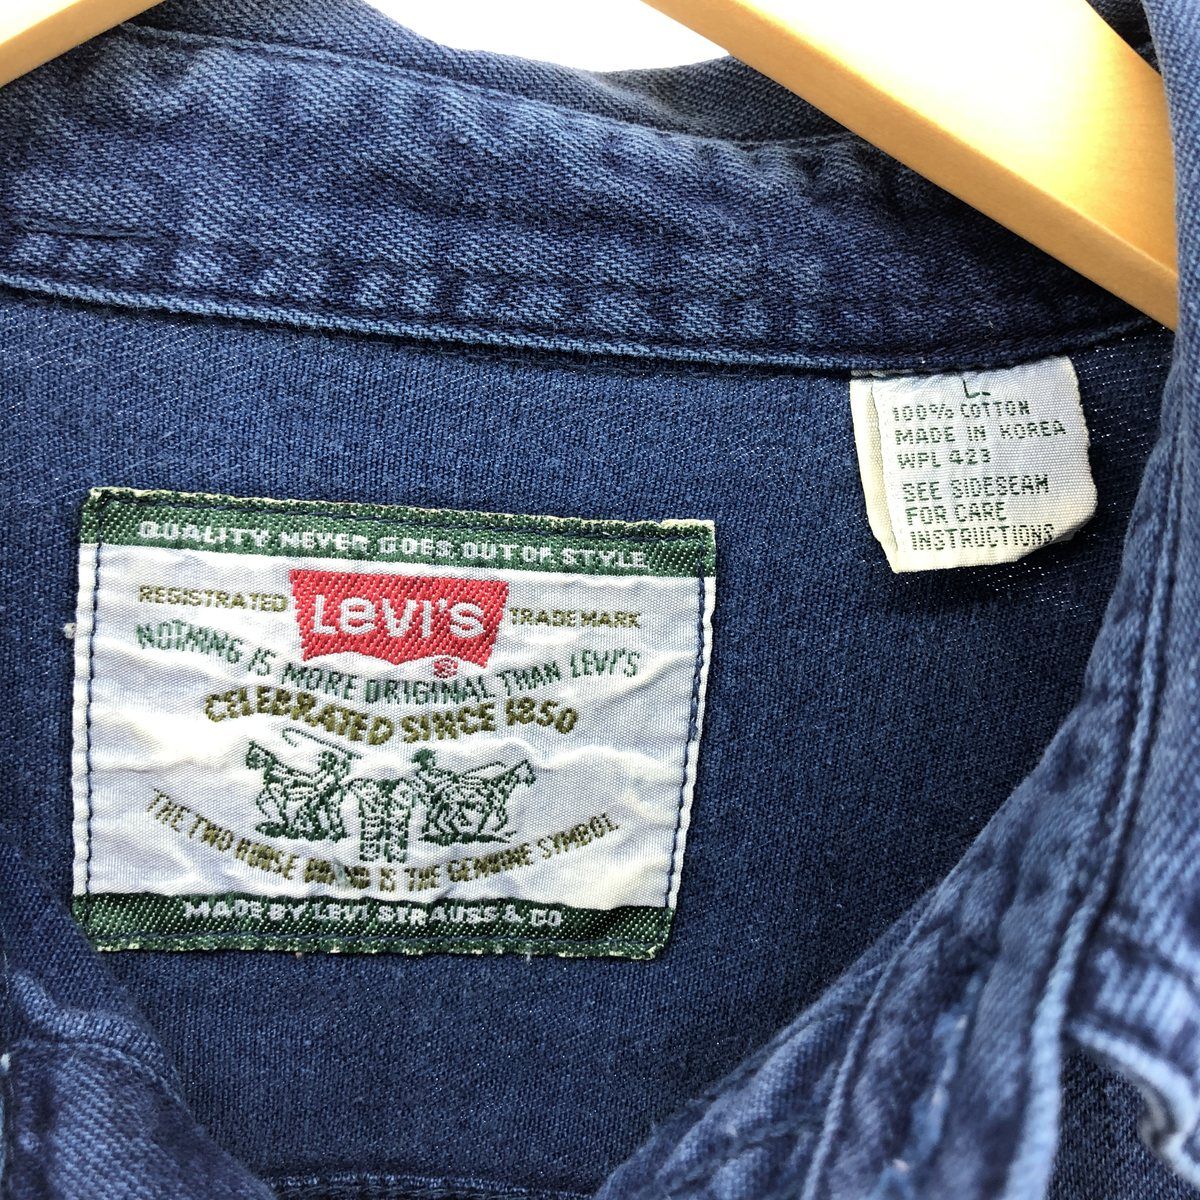 QUALITY NEVER GOES OUT OF STYLE
REGISTRATED Levi's TRADEMARK
®
NOTHING IS MORE ORIGINAL THAN LEVI'S
CELEBRATED SINCE 1850
THE TWO HORSE BRAND IS THE GENUINE SYMBOL
MADE BY LEVI STRAUSS & CO
L.
100% COTTON
MADE IN KOREA
WPL 423
SEE SIDESEAM
FOR CARE
INSTRUCTIONS